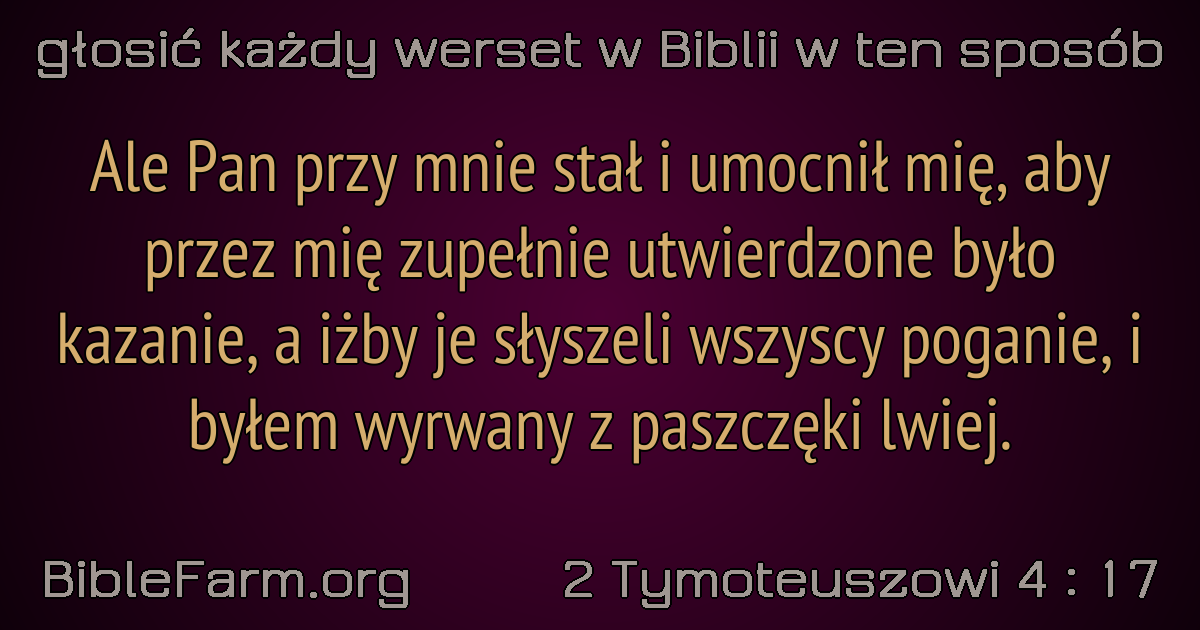 głosić każdy werset w Biblii w ten sposób
Ale Pan przy mnie stał i umocnił mię, aby
przez mię zupełnie utwierdzone było
kazanie, a iżby je słyszeli wszyscy poganie, i
byłem wyrwany z paszczęki lwiej.
BibleFarm.org 2 Tymoteuszowi 4 : 17